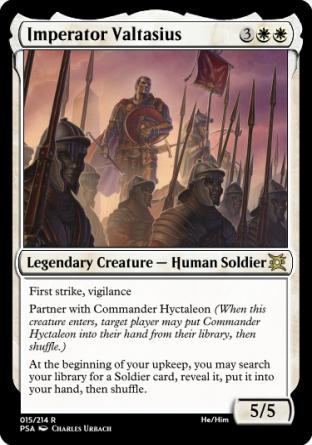 Imperator Valtasius 3
Legendary Creature — Human Soldier
First strike, vigilance
Partner with Commander Hyctaleon (When this
creature enters, target player may put Commander
Hyctaleon into their hand from their library, then
shuffle.)
At the beginning of your upkeep, you may search
your library for a Soldier card, reveal it, put it into
your hand, then shuffle.
5/5
015/214 R
He/Him
PSA Charles Urbach